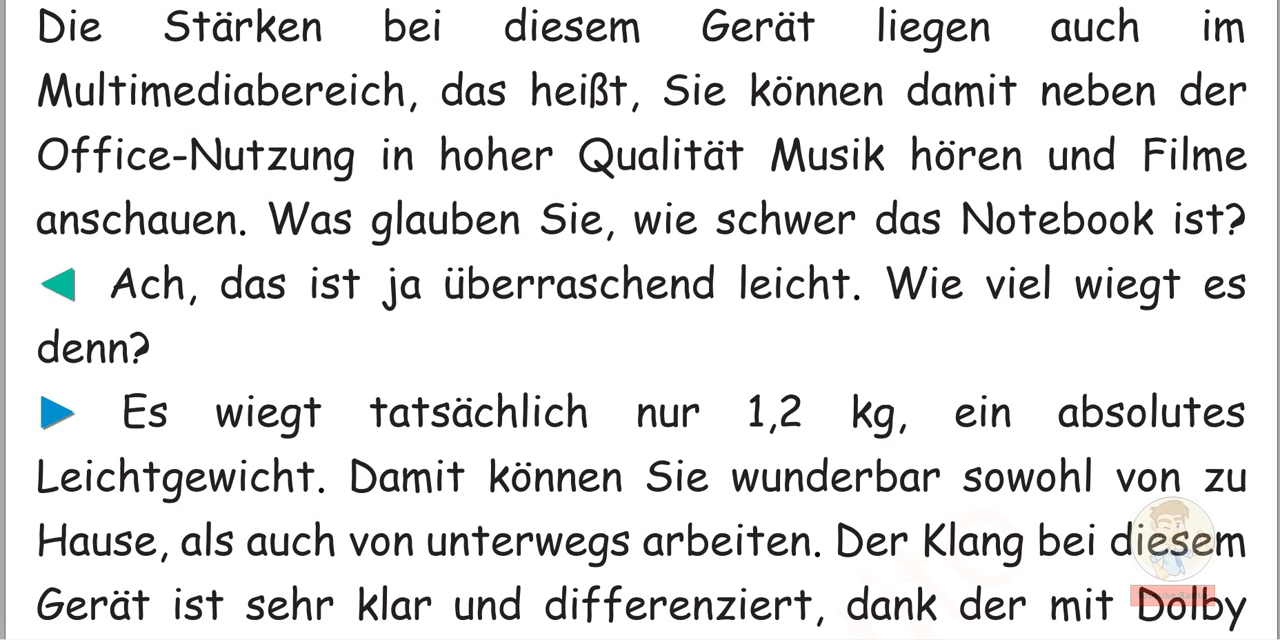 Die Stärken bei diesem Gerät liegen auch im
Multimediabereich, das heißt, Sie können damit neben der
Office-Nutzung in hoher Qualität Musik hören und Filme
anschauen. Was glauben Sie, wie schwer das Notebook ist?
◄ Ach, das ist ja überraschend leicht. Wie viel wiegt es
denn?
► Es wiegt tatsächlich nur 1,2 kg, ein absolutes
Leichtgewicht. Damit können Sie wunderbar sowohl von zu
Hause, als auch von unterwegs arbeiten. Der Klang bei diesem
Gerät ist sehr klar und differenziert, dank der mit Dolby